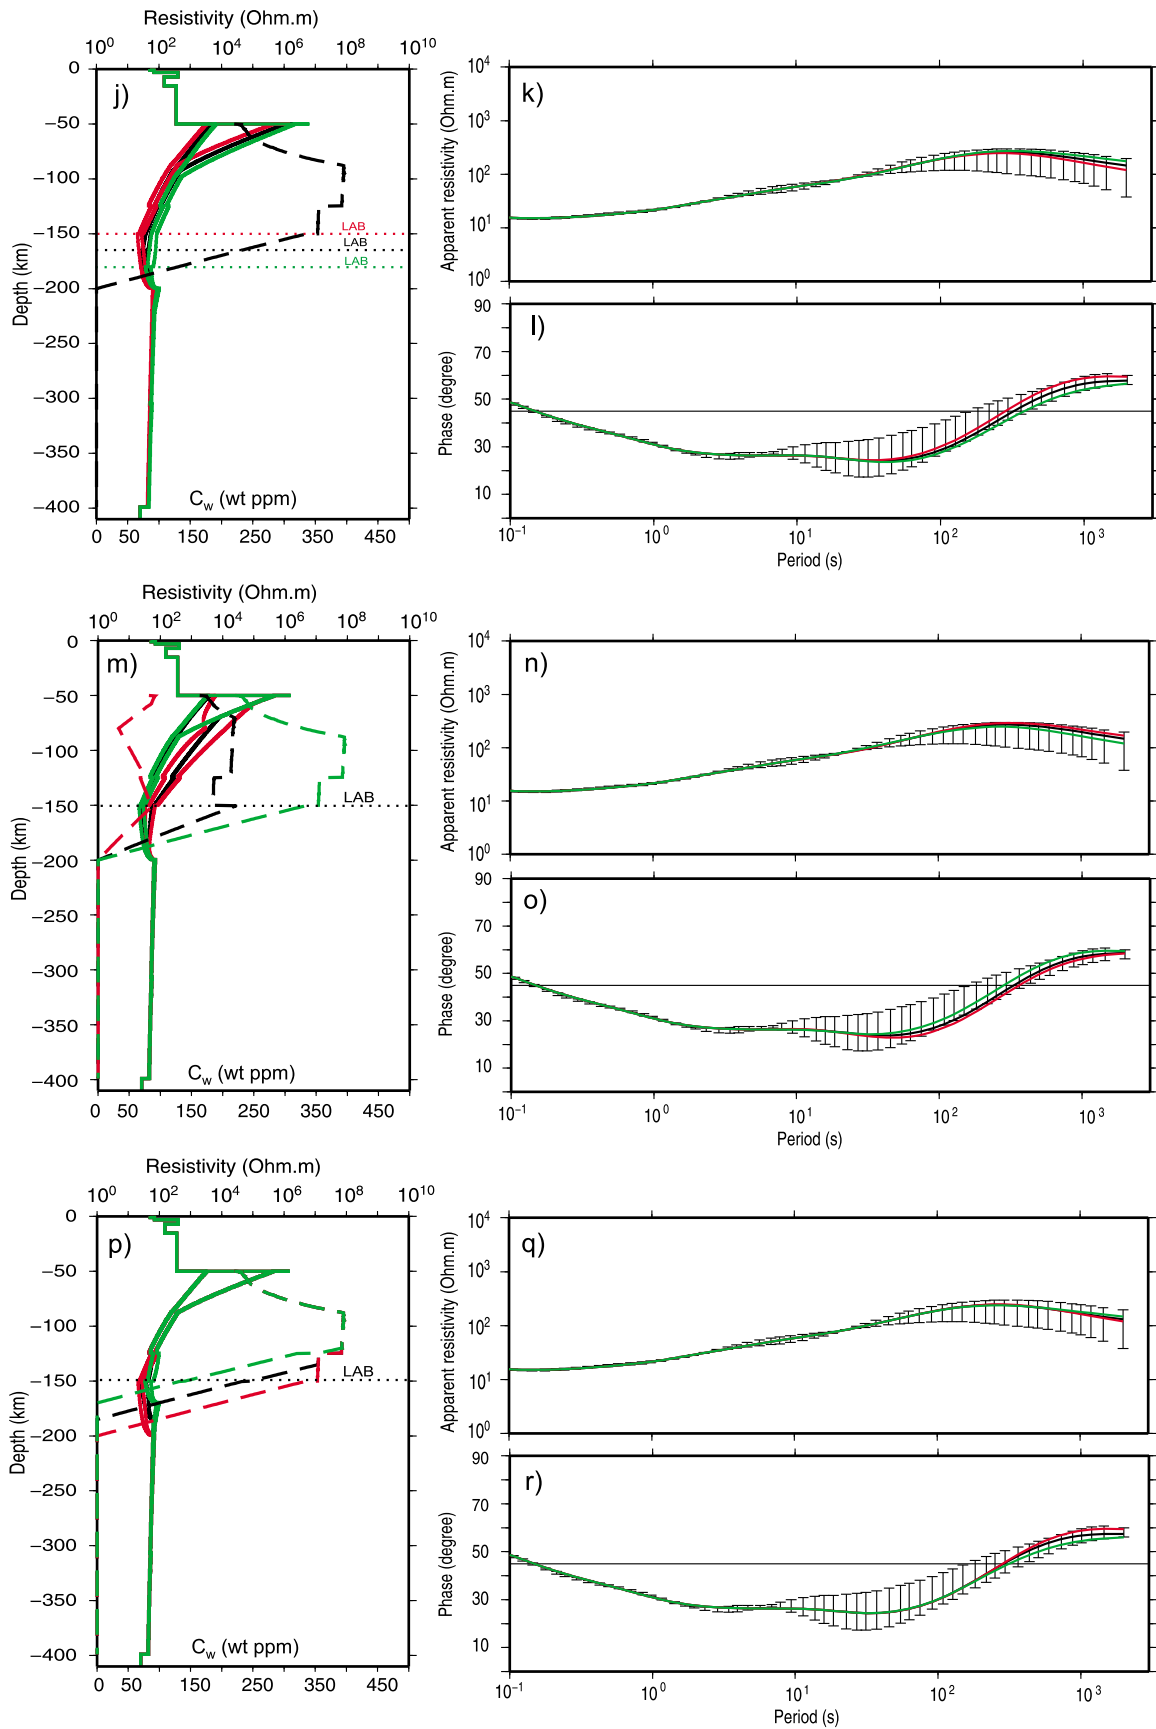 Resistivity (Ohm.m)
10^0 10^2 10^4 10^6 10^8 10^10
j)
0
−50
−100
−150
−200
−250
−300
−350
−400
Depth (km)
LAB
LAB
LAB
C_w (wt ppm)
0 50 150 250 350 450
k)
10^4
10^3
10^2
10^1
10^0
Apparent resistivity (Ohm.m)
l)
90
70
50
30
10
Phase (degree)
10^−1 10^0 10^1 10^2 10^3
Period (s)
Resistivity (Ohm.m)
10^0 10^2 10^4 10^6 10^8 10^10
m)
0
−50
−100
−150
−200
−250
−300
−350
−400
Depth (km)
LAB
C_w (wt ppm)
0 50 150 250 350 450
n)
10^4
10^3
10^2
10^1
10^0
Apparent resistivity (Ohm.m)
o)
90
70
50
30
10
Phase (degree)
10^−1 10^0 10^1 10^2 10^3
Period (s)
Resistivity (Ohm.m)
10^0 10^2 10^4 10^6 10^8 10^10
p)
0
−50
−100
−150
−200
−250
−300
−350
−400
Depth (km)
LAB
C_w (wt ppm)
0 50 150 250 350 450
q)
10^4
10^3
10^2
10^1
10^0
Apparent resistivity (Ohm.m)
r)
90
70
50
30
10
Phase (degree)
10^−1 10^0 10^1 10^2 10^3
Period (s)